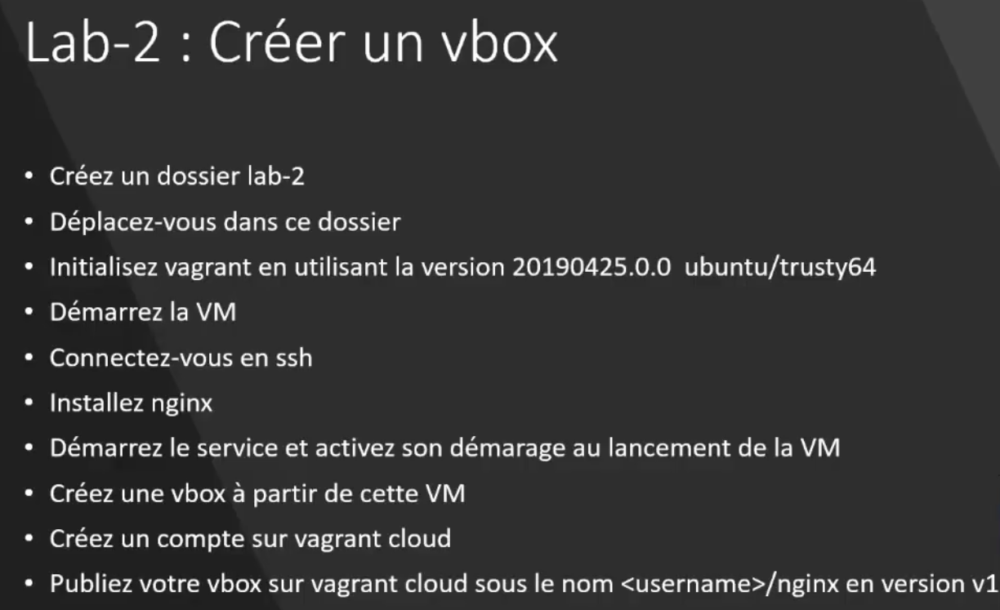 Lab-2 : Créer un vbox
• Créez un dossier lab-2
• Déplacez-vous dans ce dossier
• Initialisez vagrant en utilisant la version 20190425.0.0 ubuntu/trusty64
• Démarrez la VM
• Connectez-vous en ssh
• Installez nginx
• Démarrez le service et activez son démarage au lancement de la VM
• Créez une vbox à partir de cette VM
• Créez un compte sur vagrant cloud
• Publiez votre vbox sur vagrant cloud sous le nom <username>/nginx en version v1